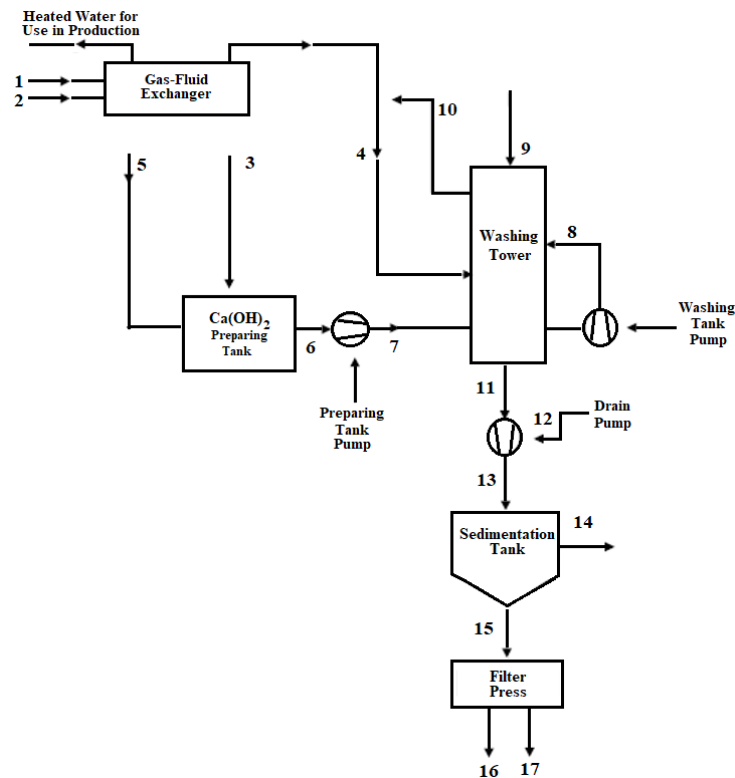 Heated Water for
Use in Production
Gas-Fluid
Exchanger
1
2
10
9
5
3
4
8
Washing
Tower
Ca(OH)2
Preparing
Tank
6
7
Washing
Tank
Pump
Preparing
Tank
Pump
11
12
Drain
Pump
13
14
Sedimentation
Tank
15
Filter
Press
16
17